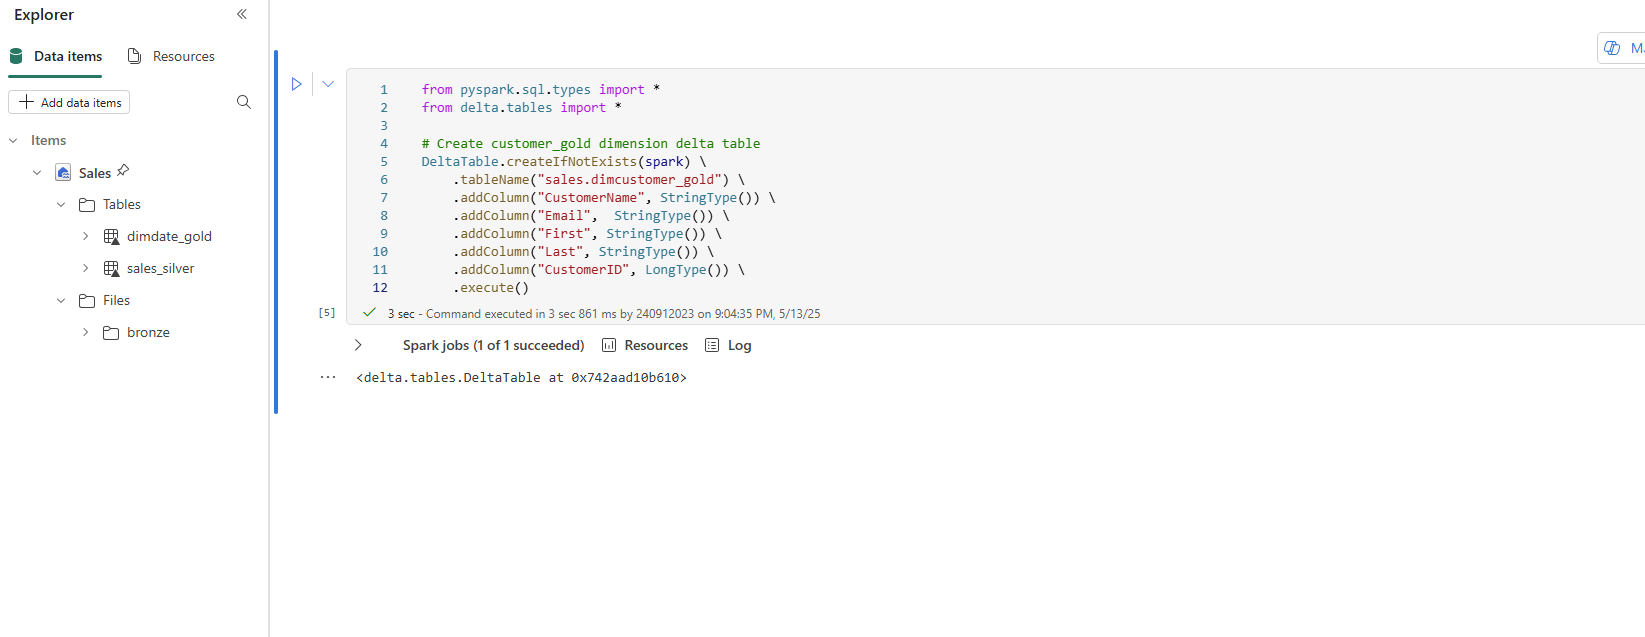 Explorer
Data items
Resources
Add data items
Items
Sales
Tables
dimdate_gold
sales_silver
Files
bronze
1 from pyspark.sql.types import *
2 from delta.tables import *
3
4 # Create customer_gold dimension delta table
5 DeltaTable.createIfNotExists(spark) \
6     .tableName("sales.dimcustomer_gold") \
7     .addColumn("CustomerName", StringType()) \
8     .addColumn("Email",  StringType()) \
9     .addColumn("First", StringType()) \
10     .addColumn("Last", StringType()) \
11     .addColumn("CustomerID", LongType()) \
12     .execute()
[5] 3 sec - Command executed in 3 sec 861 ms by 240912023 on 9:04:35 PM, 5/13/25
Spark jobs (1 of 1 succeeded) Resources Log
... <delta.tables.DeltaTable at 0x742aad10b610>